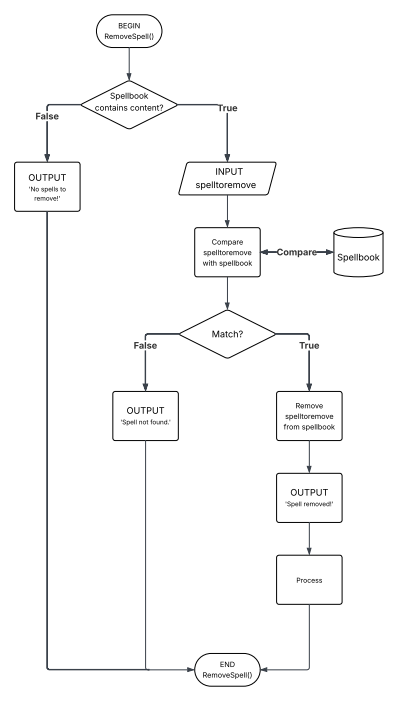 BEGIN
RemoveSpell()
Spellbook
contains content?
False
True
OUTPUT
'No spells to
remove!'
INPUT
spelltoremove
Compare
spelltoremove
with spellbook
Compare
Spellbook
Match?
False
True
OUTPUT
'Spell not found.'
Remove
spelltoremove
from spellbook
OUTPUT
'Spell removed!'
Process
END
RemoveSpell()